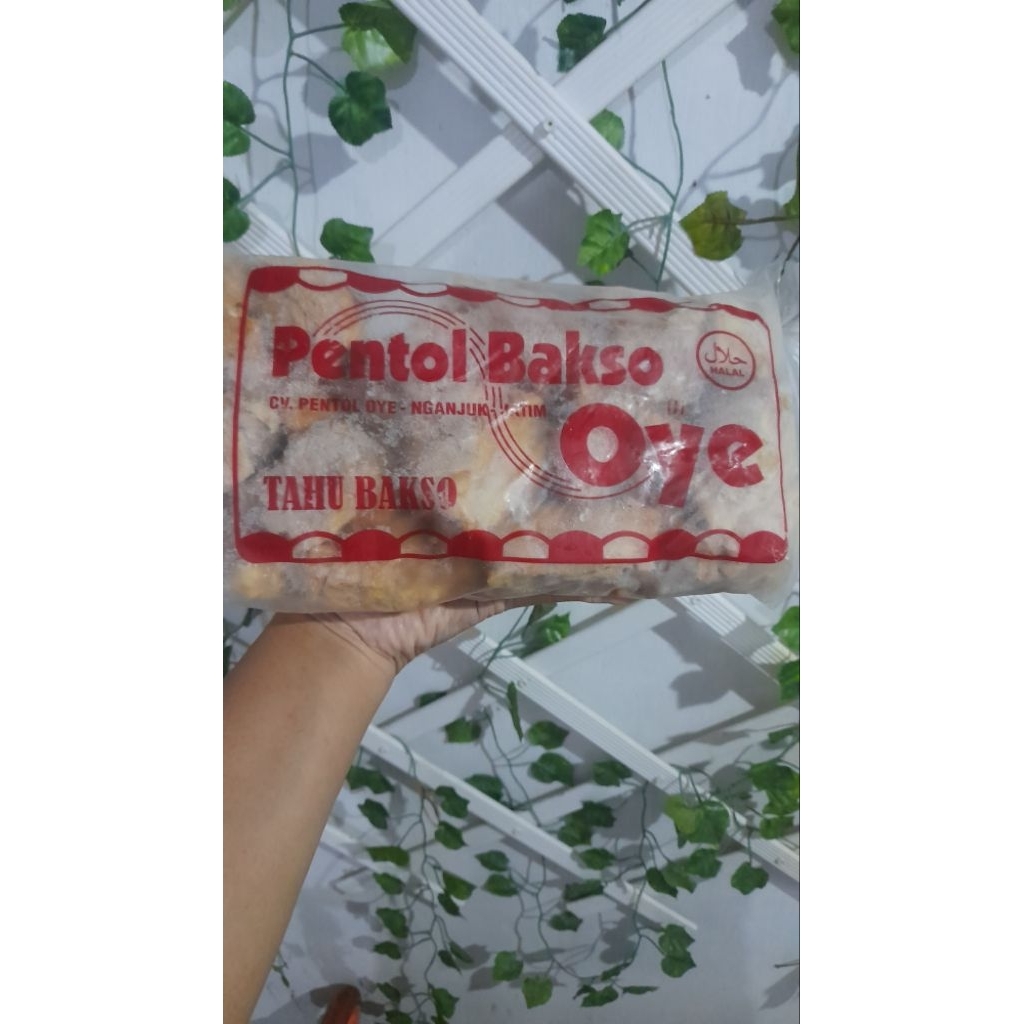 Pentol Bakso
حلال
HALAL
CV. PENTOL OYE - NGANJUK - JATIM
Oye
TAHU BAKSO